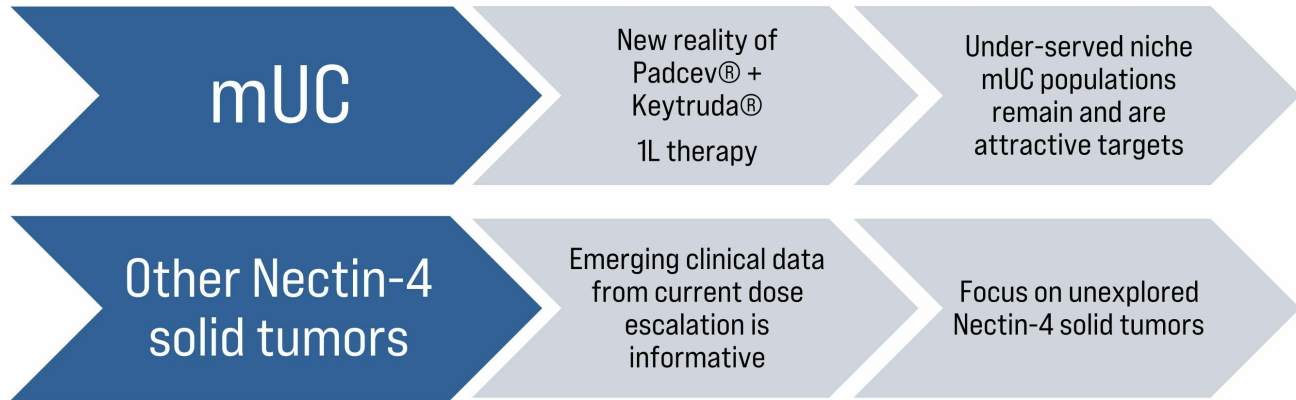 mUC
New reality of
Padcev® +
Keytruda®
1L therapy
Under-served niche
mUC populations
remain and are
attractive targets
Other Nectin-4
solid tumors
Emerging clinical data
from current dose
escalation is
informative
Focus on unexplored
Nectin-4 solid tumors